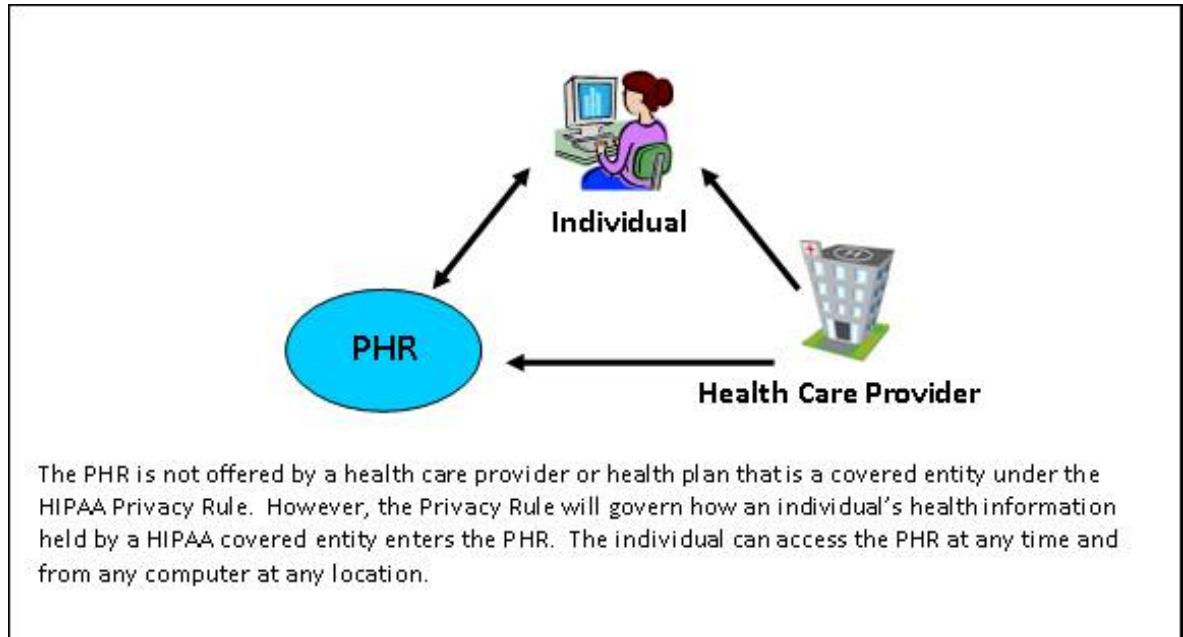 Individual
PHR
Health Care Provider
The PHR is not offered by a health care provider or health plan that is a covered entity under the
HIPAA Privacy Rule.  However, the Privacy Rule will govern how an individual’s health information
held by a HIPAA covered entity enters the PHR.  The individual can access the PHR at any time and
from any computer at any location.